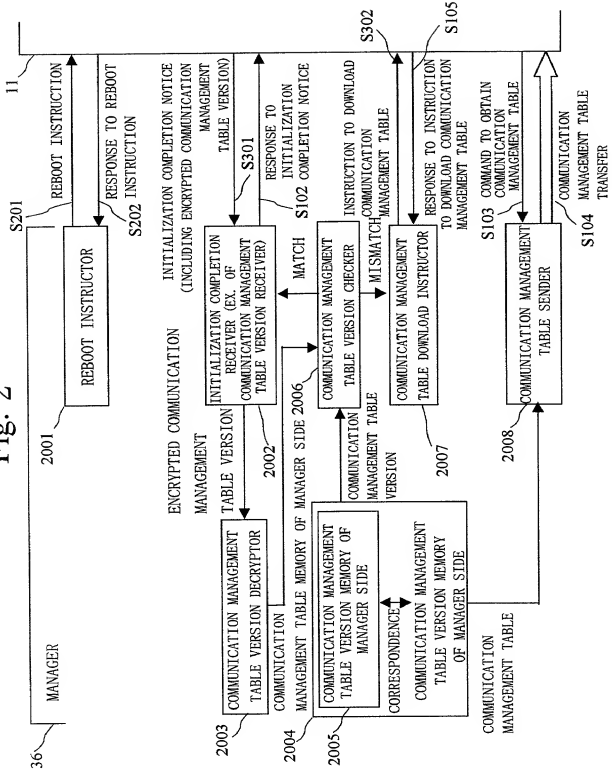 Fig. 2
36
MANAGER
11
2001
REBOOT INSTRUCTOR
S201
REBOOT INSTRUCTION
RESPONSE TO REBOOT
INSTRUCTION
S202
ENCRYPTED COMMUNICATION
MANAGEMENT
TABLE VERSION
INITIALIZATION COMPLETION NOTICE
(INCLUDING ENCRYPTED COMMUNICATION
MANAGEMENT
TABLE VERSION)
S301
RESPONSE TO
INITIALIZATION
COMPLETION NOTICE
S102
INITIALIZATION COMPLETION
RECEIVER (EX. OF
COMMUNICATION MANAGEMENT
TABLE VERSION RECEIVER)
2002
COMMUNICATION MANAGEMENT
TABLE VERSION DECRYPTOR
2003
MATCH
COMMUNICATION
MANAGEMENT TABLE MEMORY OF MANAGER SIDE
2006
COMMUNICATION MANAGEMENT
TABLE VERSION CHECKER
INSTRUCTION TO DOWNLOAD
COMMUNICATION
MANAGEMENT TABLE
S302
MISMATCH
2004
COMMUNICATION MANAGEMENT
TABLE VERSION MEMORY OF
MANAGER SIDE
2005
COMMUNICATION
MANAGEMENT TABLE
VERSION
COMMUNICATION MANAGEMENT
TABLE DOWNLOAD INSTRUCTOR
2007
RESPONSE TO INSTRUCTION
TO DOWNLOAD COMMUNICATION
MANAGEMENT TABLE
S105
CORRESPONDENCE
COMMUNICATION MANAGEMENT
TABLE VERSION MEMORY
OF MANAGER SIDE
COMMUNICATION
MANAGEMENT TABLE
2008
COMMUNICATION MANAGEMENT
TABLE SENDER
S103
COMMAND TO OBTAIN
COMMUNICATION
MANAGEMENT TABLE
S104
COMMUNICATION
MANAGEMENT TABLE
TRANSFER